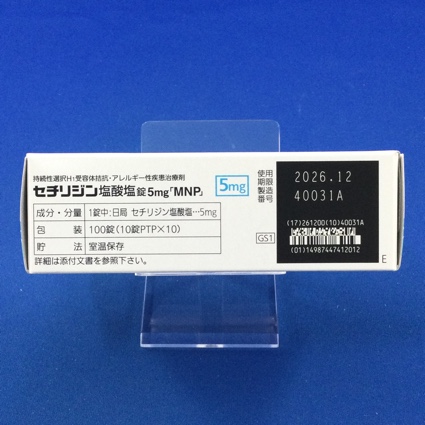 持続性選択H1受容体拮抗・アレルギー性疾患治療剤
セチリジン塩酸塩錠5mg「MNP」
5mg
成分・分量 1錠中:日局 セチリジン塩酸塩…5mg
包装 100錠(10錠PTP×10)
貯法 室温保存
詳細は添付文書を参照下さい。
使用期限 2026.12
製造番号 40031A
GS1
(17)261200(10)40031A
(01)14987447412012
E